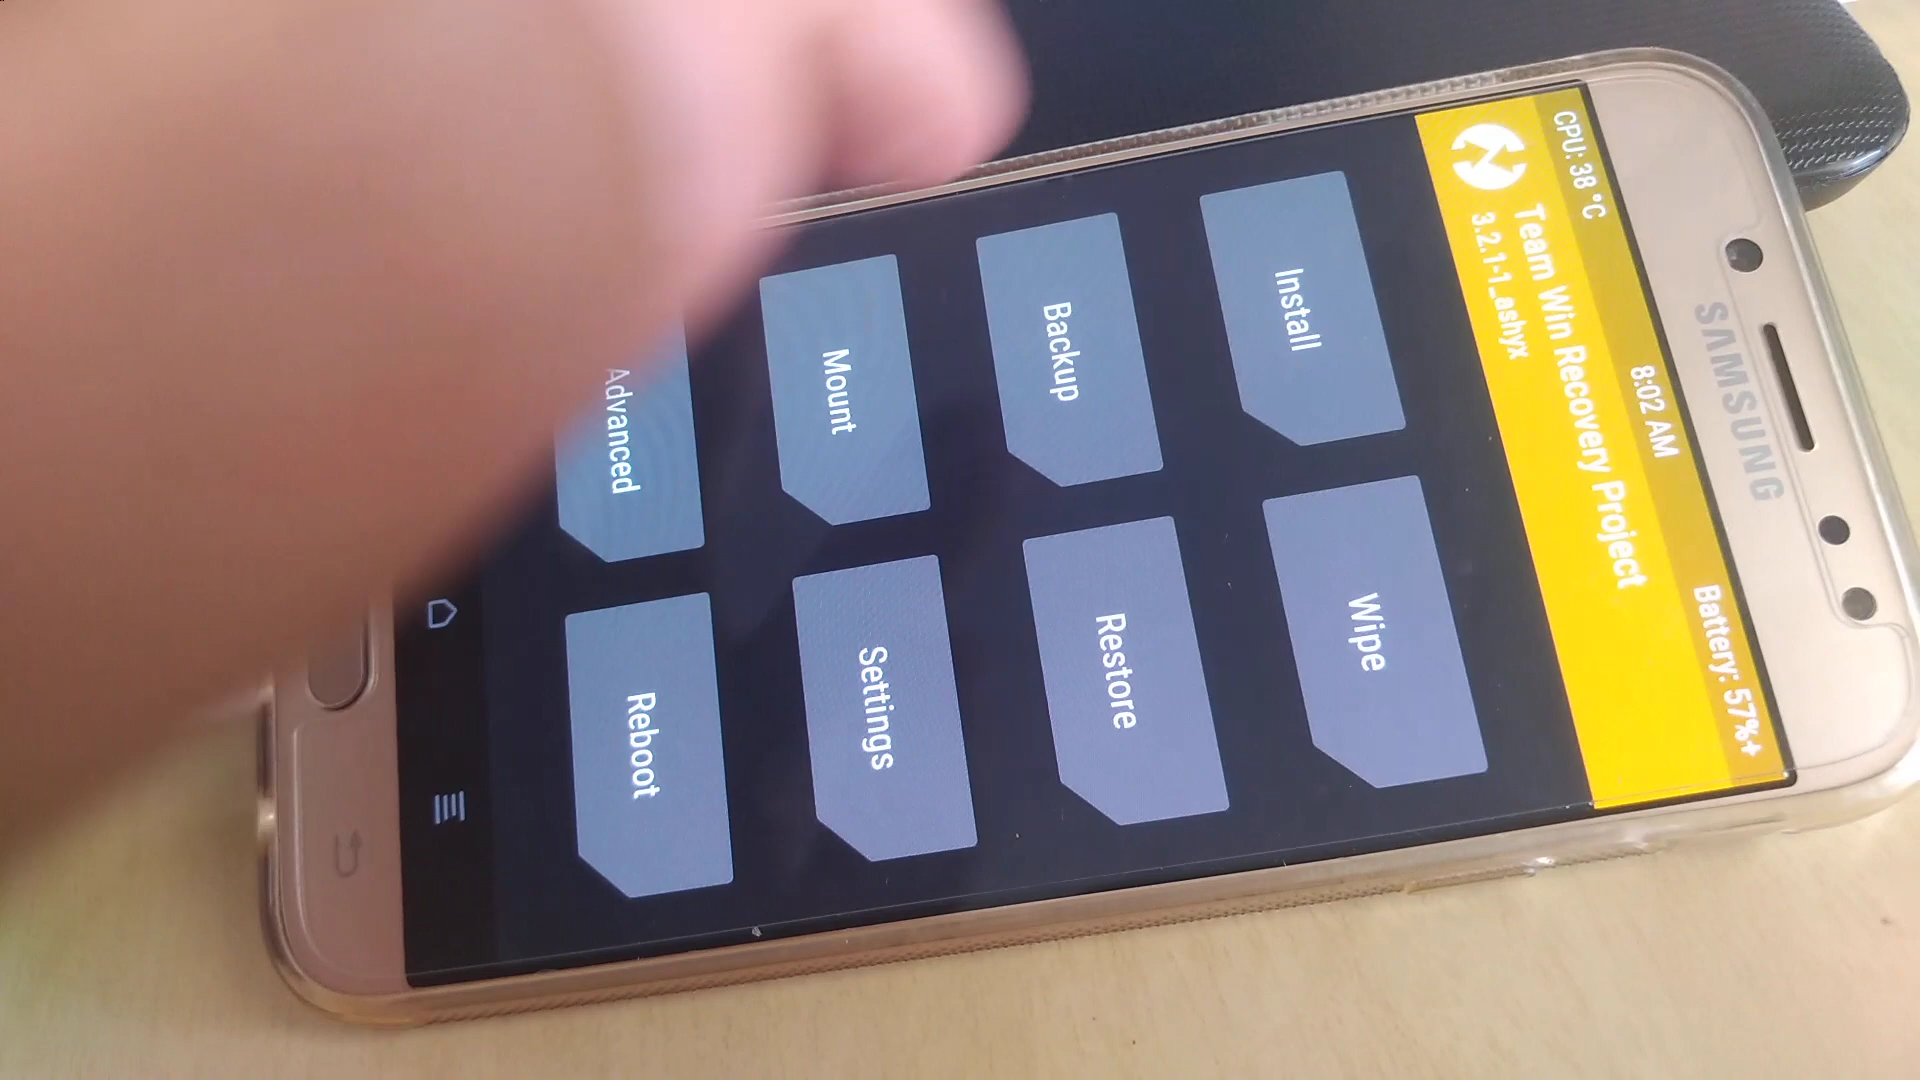 SAMSUNG
CPU: 38 °C 8:02 AM Battery: 57%+
Team Win Recovery Project
3.2.1-1_ashyx
Install Wipe
Backup Restore
Mount Settings
Advanced Reboot